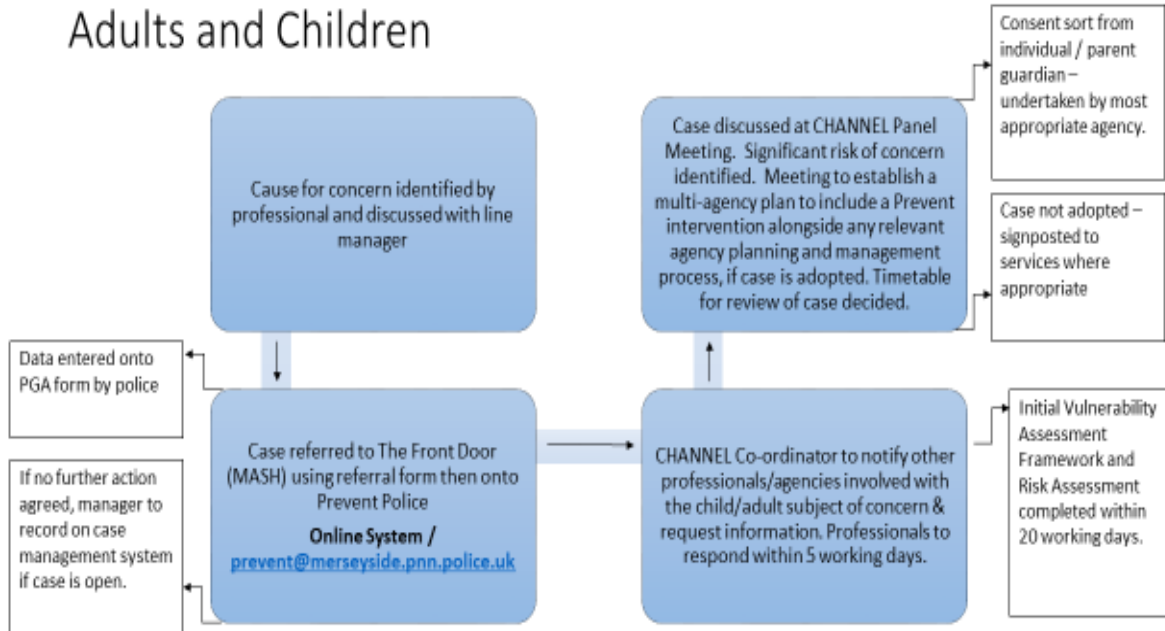 Adults and Children
Cause for concern identified by
professional and discussed with line
manager
Data entered onto
PGA form by police
If no further action
agreed, manager to
record on case
management system
if case is open.
Case referred to The Front Door
(MASH) using referral form then onto
Prevent Police
Online System /
prevent@merseyside.pnn.police.uk
CHANNEL Co-ordinator to notify other
professionals/agencies involved with
the child/adult subject of concern &
request information. Professionals to
respond within 5 working days.
Initial Vulnerability
Assessment
Framework and
Risk Assessment
completed within
20 working days.
Case discussed at CHANNEL Panel
Meeting. Significant risk of concern
identified. Meeting to establish a
multi-agency plan to include a Prevent
intervention alongside any relevant
agency planning and management
process, if case is adopted. Timetable
for review of case decided.
Consent sort from
individual / parent
guardian –
undertaken by most
appropriate agency.
Case not adopted –
signposted to
services where
appropriate